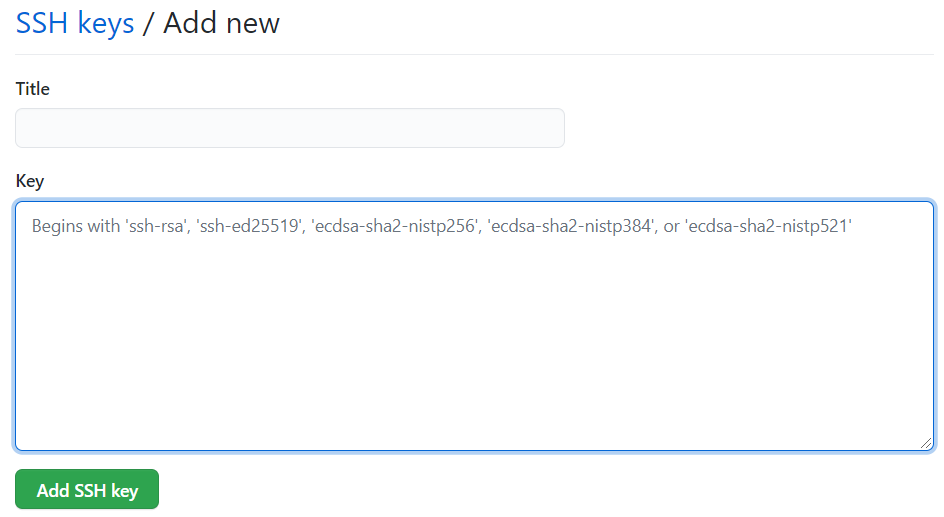 SSH keys / Add new
Title
Key
Begins with 'ssh-rsa', 'ssh-ed25519', 'ecdsa-sha2-nistp256', 'ecdsa-sha2-nistp384', or 'ecdsa-sha2-nistp521'
Add SSH key